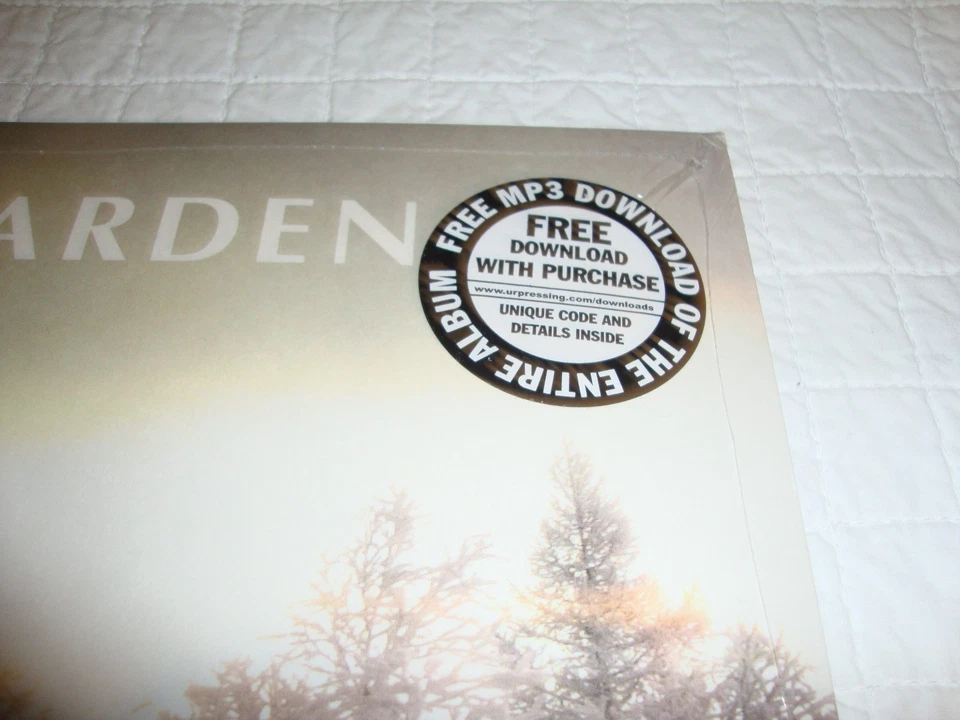 ARDEN
FREE MP3 DOWNLOAD OF THE ENTIRE ALBUM
FREE
DOWNLOAD
WITH PURCHASE
www.urpressing.com/downloads
UNIQUE CODE AND
DETAILS INSIDE